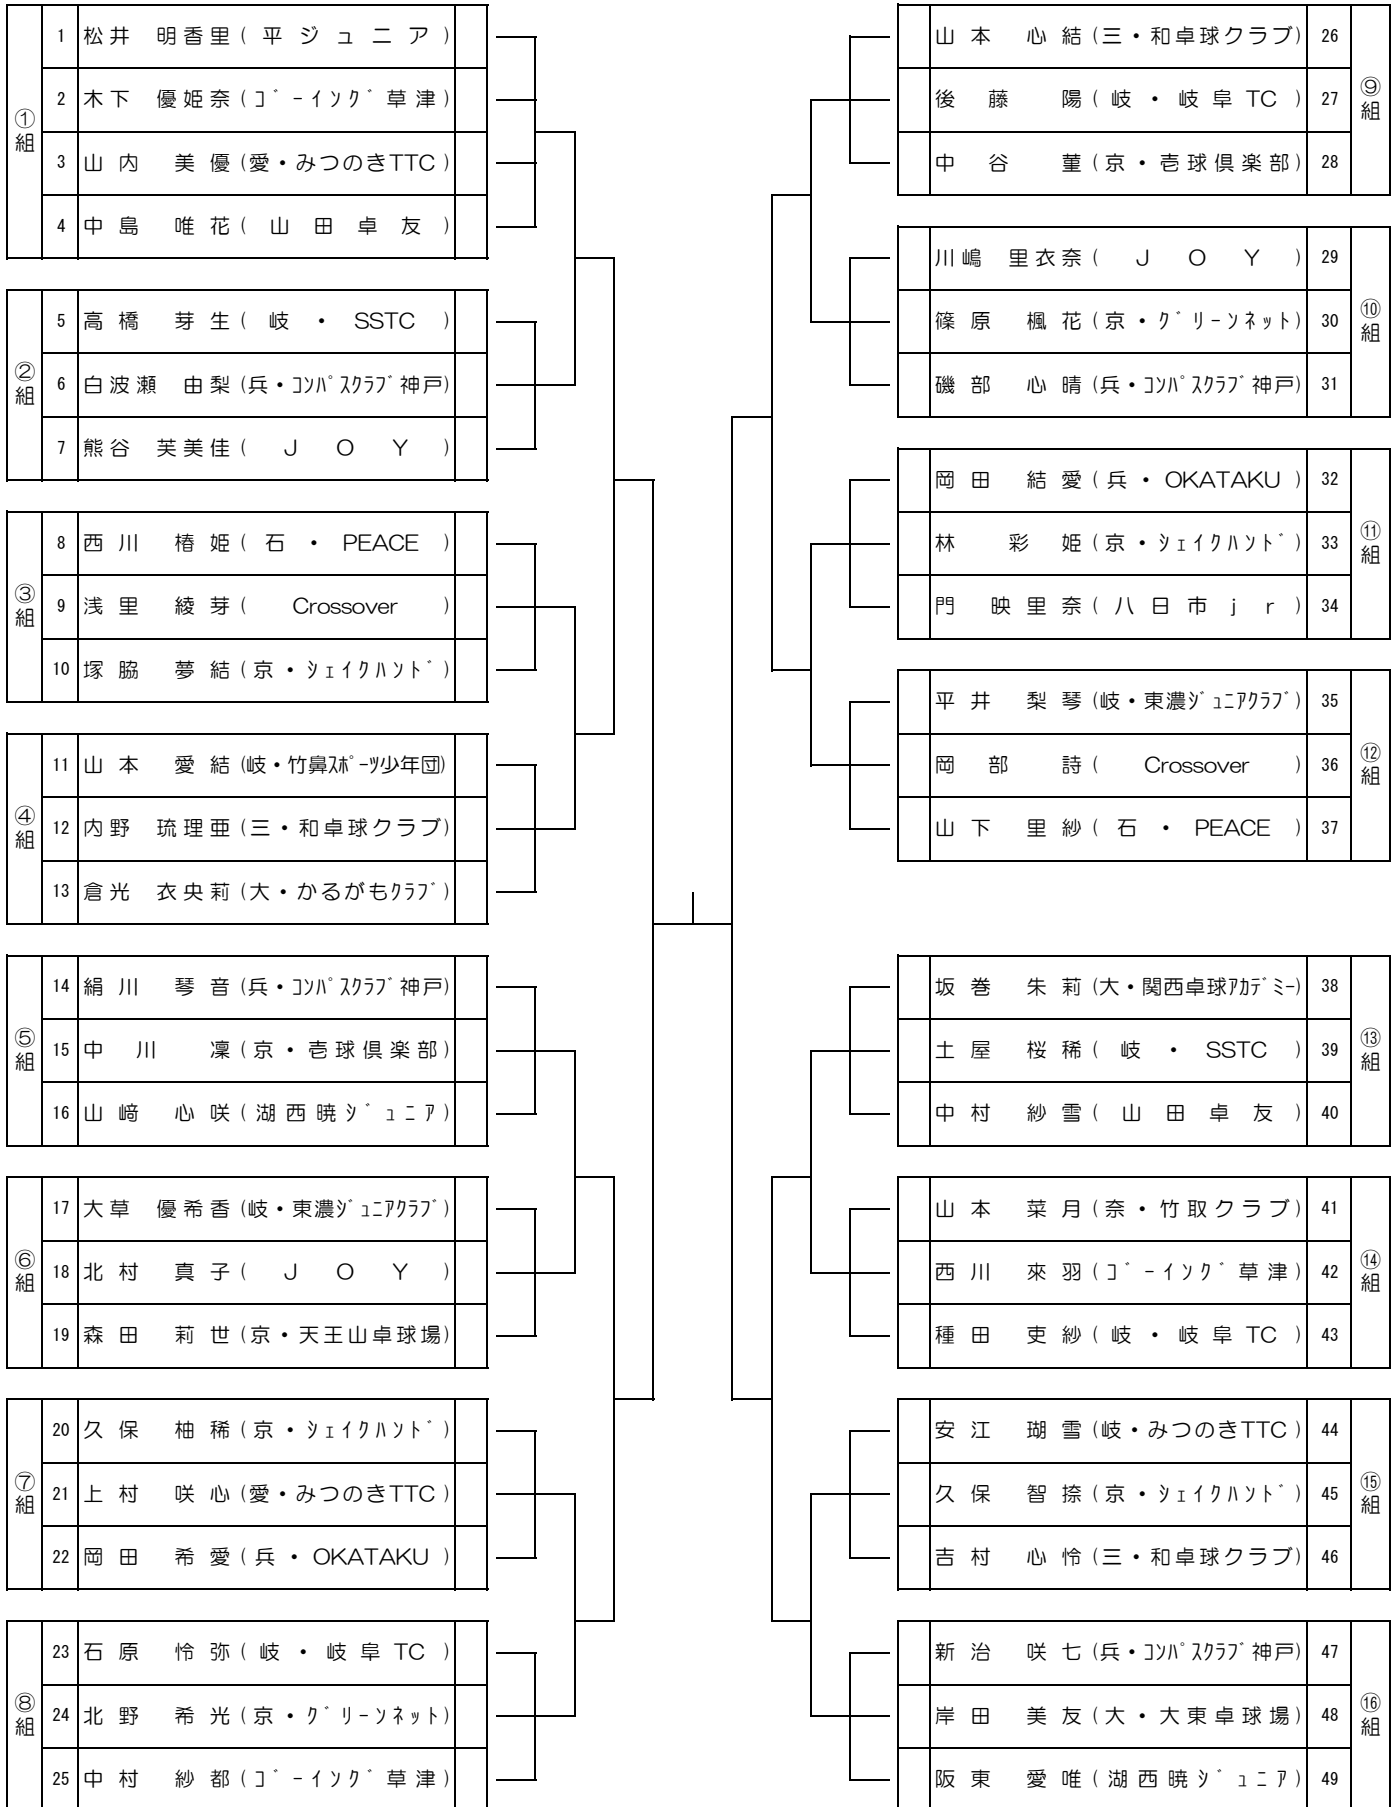 ①組
1 松井 明香里 (平ジュニア)
2 木下 優姫奈 (ｺﾞｰｲﾝｸﾞ草津)
3 山内 美優 (愛・みつのきTTC)
4 中島 唯花 (山田卓友)
②組
5 高橋 芽生 (岐・SSTC)
6 白波瀬 由梨 (兵・ｺﾝﾊﾟｽｸﾗﾌﾞ神戸)
7 熊谷 芙美佳 (JOY)
③組
8 西川 椿姫 (石・PEACE)
9 浅里 綾芽 (Crossover)
10 塚脇 夢結 (京・ｼｪｲｸﾊﾝﾄﾞ)
④組
11 山本 愛結 (岐・竹鼻ｽﾎﾟｰﾂ少年団)
12 内野 琉理亜 (三・和卓球クラブ)
13 倉光 衣央莉 (大・かるがもｸﾗﾌﾞ)
⑤組
14 絹川 琴音 (兵・ｺﾝﾊﾟｽｸﾗﾌﾞ神戸)
15 中川 凜 (京・壱球倶楽部)
16 山﨑 心咲 (湖西暁ｼﾞｭﾆｱ)
⑥組
17 大草 優希香 (岐・東濃ｼﾞｭﾆｱｸﾗﾌﾞ)
18 北村 真子 (JOY)
19 森田 莉世 (京・天王山卓球場)
⑦組
20 久保 柚稀 (京・ｼｪｲｸﾊﾝﾄﾞ)
21 上村 咲心 (愛・みつのきTTC)
22 岡田 希愛 (兵・OKATAKU)
⑧組
23 石原 怜弥 (岐・岐阜TC)
24 北野 希光 (京・ｸﾞﾘｰﾝネット)
25 中村 紗都 (ｺﾞｰｲﾝｸﾞ草津)
山本 心結 (三・和卓球クラブ) 26
後藤 陽 (岐・岐阜TC) 27
中谷 菫 (京・壱球倶楽部) 28
⑨組
川嶋 里衣奈 (JOY) 29
篠原 楓花 (京・ｸﾞﾘｰﾝネット) 30
磯部 心晴 (兵・ｺﾝﾊﾟｽｸﾗﾌﾞ神戸) 31
⑩組
岡田 結愛 (兵・OKATAKU) 32
林 彩姫 (京・ｼｪｲｸﾊﾝﾄﾞ) 33
門 映里奈 (八日市jr) 34
⑪組
平井 梨琴 (岐・東濃ｼﾞｭﾆｱｸﾗﾌﾞ) 35
岡部 詩 (Crossover) 36
山下 里紗 (石・PEACE) 37
⑫組
坂巻 朱莉 (大・関西卓球ｱｶﾃﾞﾐｰ) 38
土屋 桜稀 (岐・SSTC) 39
中村 紗雪 (山田卓友) 40
⑬組
山本 菜月 (奈・竹取クラブ) 41
西川 來羽 (ｺﾞｰｲﾝｸﾞ草津) 42
種田 吏紗 (岐・岐阜TC) 43
⑭組
安江 瑚雪 (岐・みつのきTTC) 44
久保 智捺 (京・ｼｪｲｸﾊﾝﾄﾞ) 45
吉村 心怜 (三・和卓球クラブ) 46
⑮組
新治 咲七 (兵・ｺﾝﾊﾟｽｸﾗﾌﾞ神戸) 47
岸田 美友 (大・大東卓球場) 48
阪東 愛唯 (湖西暁ｼﾞｭﾆｱ) 49
⑯組